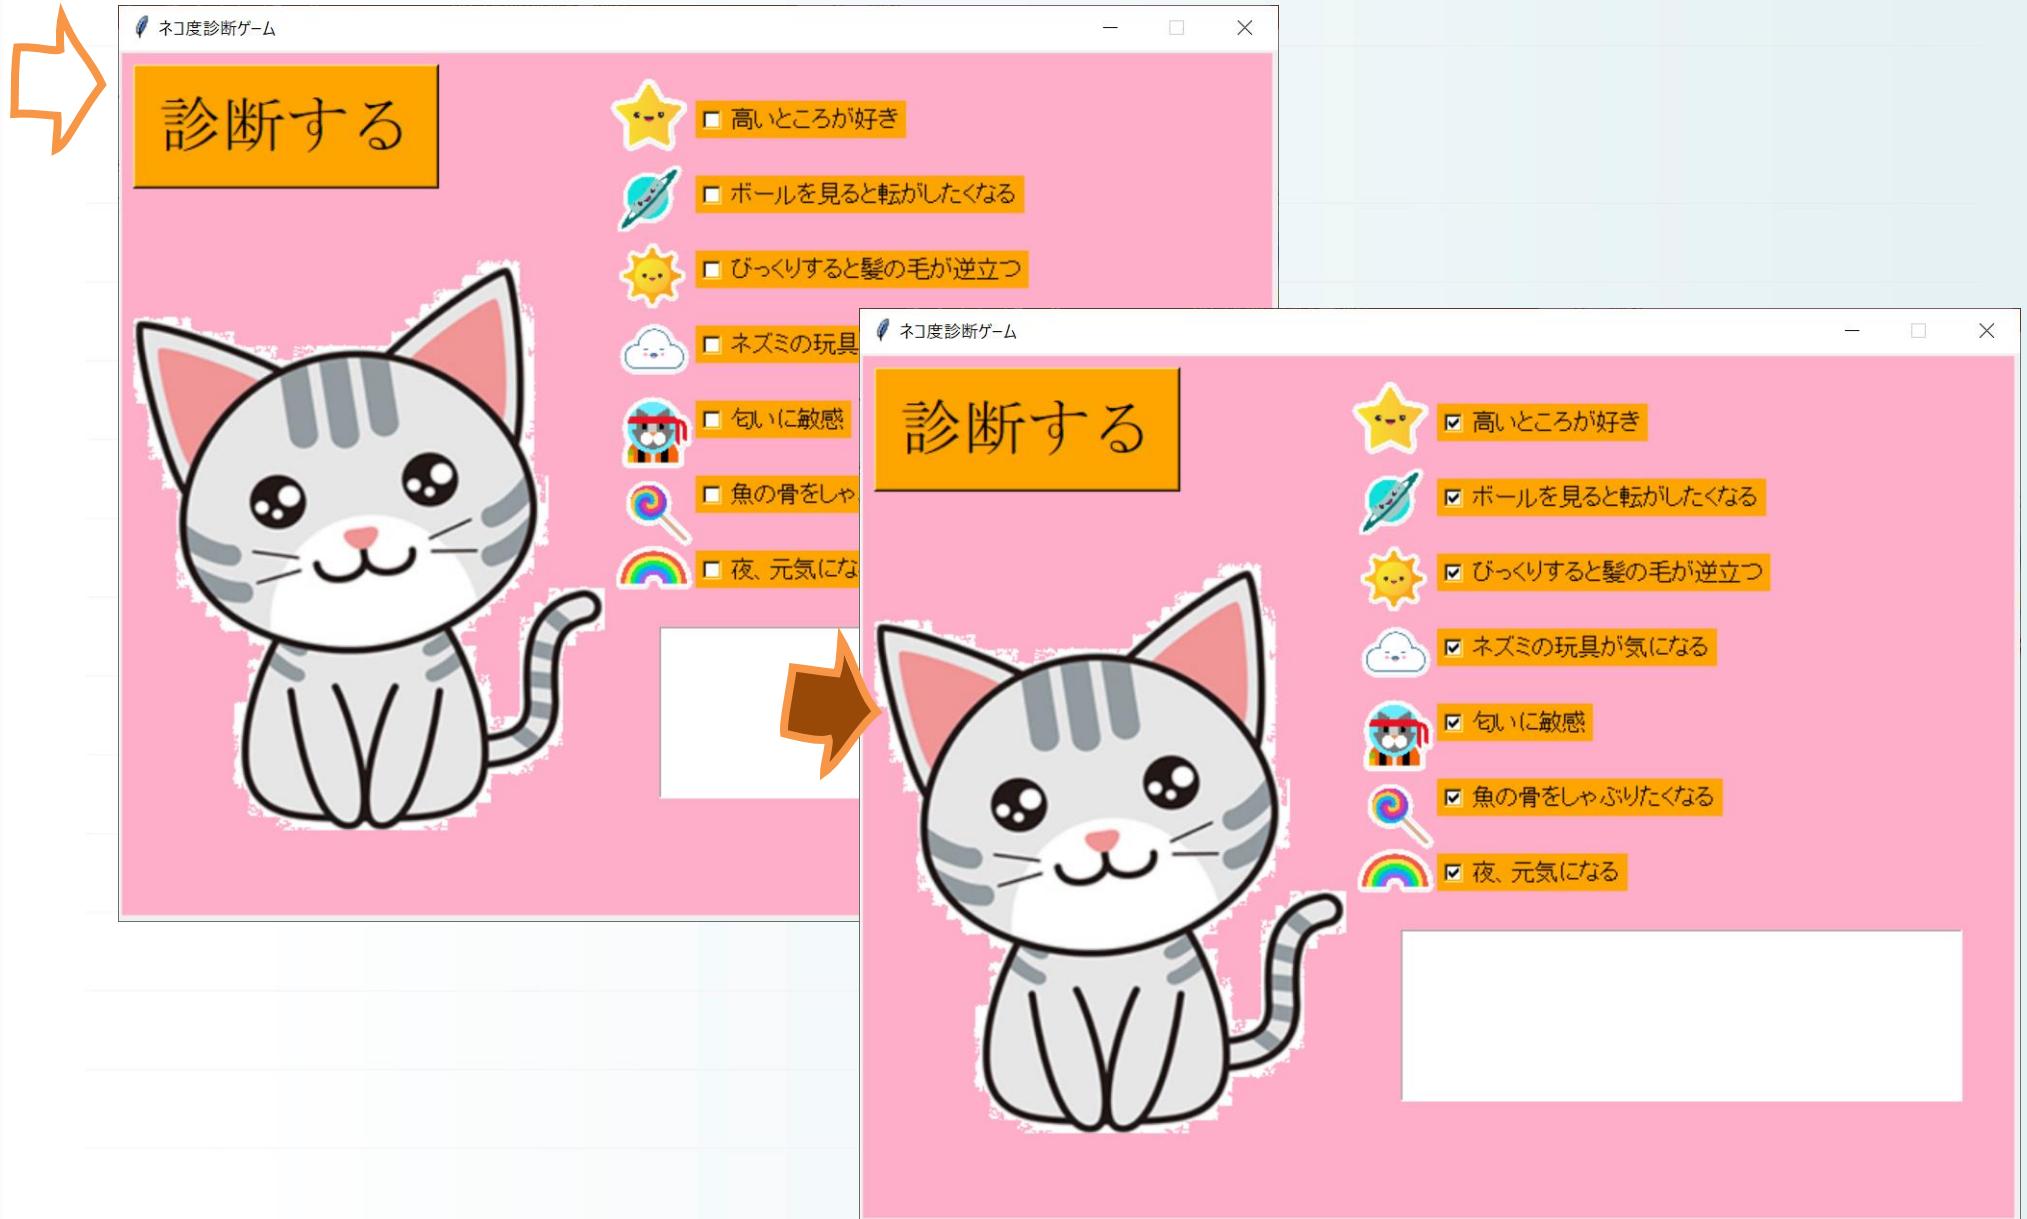 ネコ度診断ゲーム
診断する
高いところが好き
ボールを見ると転がしたくなる
びっくりすると髪の毛が逆立つ
ネズミの玩具
匂いに敏感
魚の骨をしゃ
夜、元気にな
ネコ度診断ゲーム
診断する
高いところが好き
ボールを見ると転がしたくなる
びっくりすると髪の毛が逆立つ
ネズミの玩具が気になる
匂いに敏感
魚の骨をしゃぶりたくなる
夜、元気になる